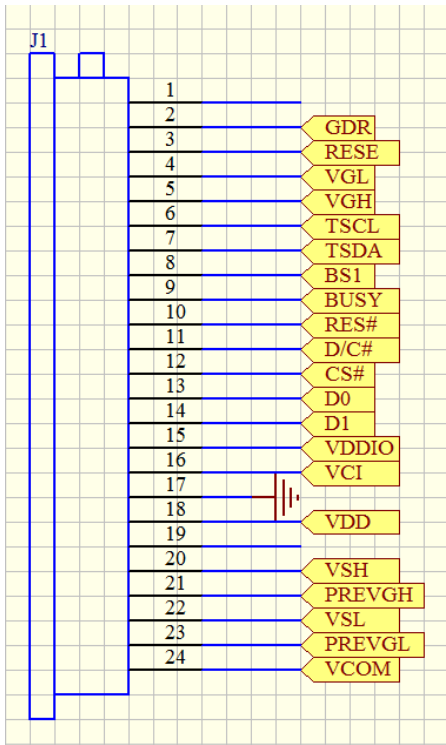 J1
1
2 GDR
3 RESE
4 VGL
5 VGH
6 TSCL
7 TSDA
8 BS1
9 BUSY
10 RES#
11 D/C#
12 CS#
13 D0
14 D1
15 VDDIO
16 VCI
17
18 VDD
19
20 VSH
21 PREVGH
22 VSL
23 PREVGL
24 VCOM